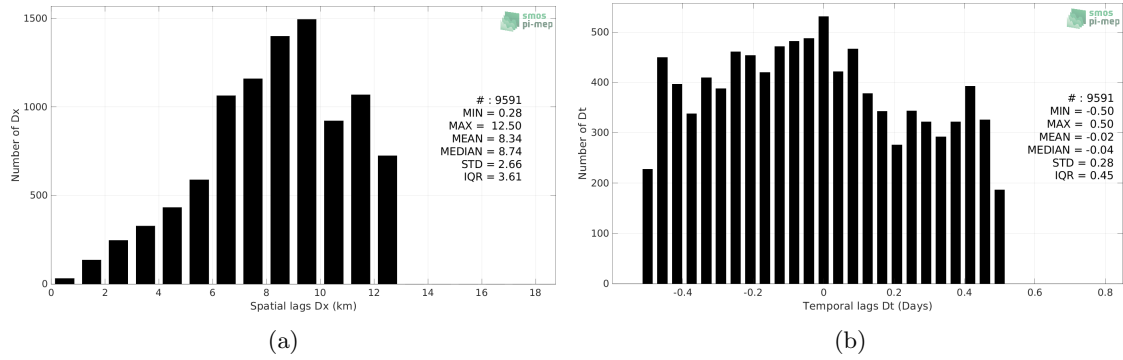 smos
pi-mep
1500
1000
500
0
Number of Dx
# : 9591
MIN = 0.28
MAX = 12.50
MEAN = 8.34
MEDIAN = 8.74
STD = 2.66
IQR = 3.61
0 2 4 6 8 10 12 14 16 18
Spatial lags Dx (km)
(a)
smos
pi-mep
500
400
300
200
100
0
Number of Dt
# : 9591
MIN = -0.50
MAX = 0.50
MEAN = -0.02
MEDIAN = -0.04
STD = 0.28
IQR = 0.45
-0.4 -0.2 0 0.2 0.4 0.6 0.8
Temporal lags Dt (Days)
(b)